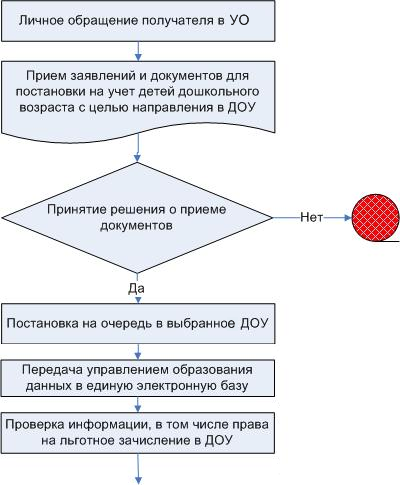 Личное обращение получателя в УО
Прием заявлений и документов для
постановки на учет детей дошкольного
возраста с целью направления в ДОУ
Принятие решения о приеме
документов
Нет
Да
Постановка на очередь в выбранное ДОУ
Передача управлением образования
данных в единую электронную базу
Проверка информации, в том числе права
на льготное зачисление в ДОУ